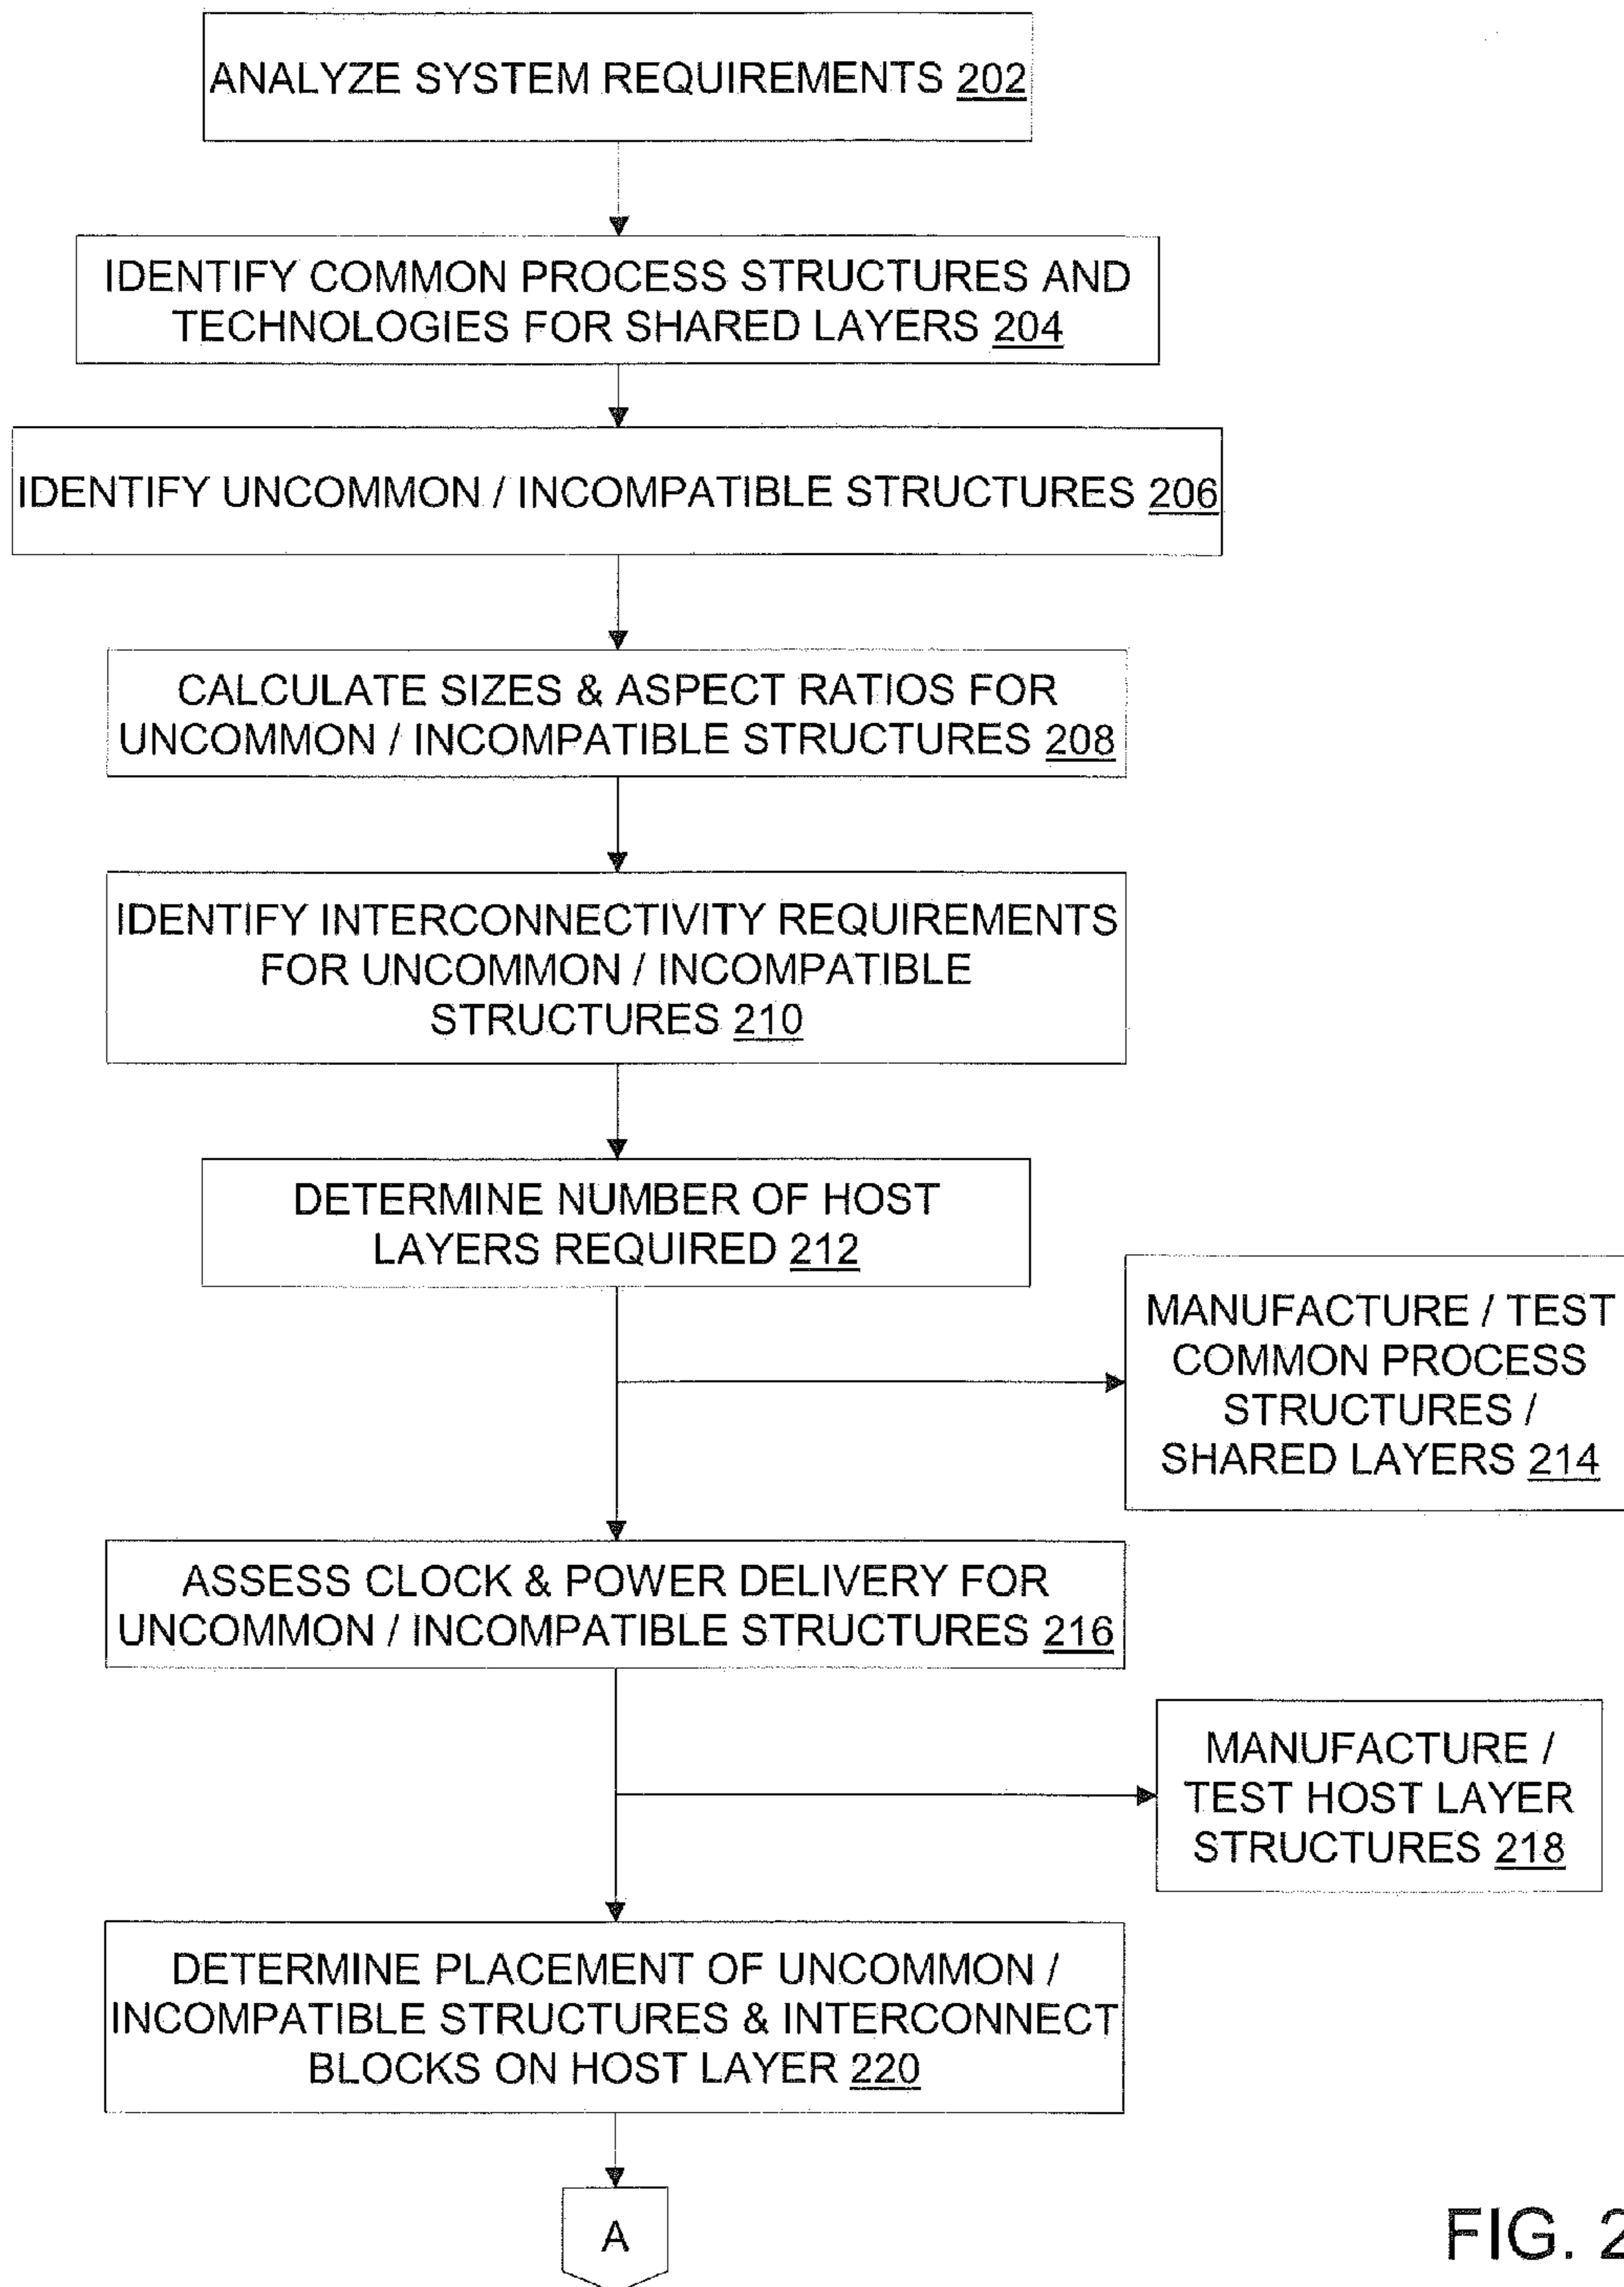 ANALYZE SYSTEM REQUIREMENTS 202
IDENTIFY COMMON PROCESS STRUCTURES AND
TECHNOLOGIES FOR SHARED LAYERS 204
IDENTIFY UNCOMMON / INCOMPATIBLE STRUCTURES 206
CALCULATE SIZES & ASPECT RATIOS FOR
UNCOMMON / INCOMPATIBLE STRUCTURES 208
IDENTIFY INTERCONNECTIVITY REQUIREMENTS
FOR UNCOMMON / INCOMPATIBLE
STRUCTURES 210
DETERMINE NUMBER OF HOST
LAYERS REQUIRED 212
MANUFACTURE / TEST
COMMON PROCESS
STRUCTURES /
SHARED LAYERS 214
ASSESS CLOCK & POWER DELIVERY FOR
UNCOMMON / INCOMPATIBLE STRUCTURES 216
MANUFACTURE /
TEST HOST LAYER
STRUCTURES 218
DETERMINE PLACEMENT OF UNCOMMON /
INCOMPATIBLE STRUCTURES & INTERCONNECT
BLOCKS ON HOST LAYER 220
A
FIG. 2